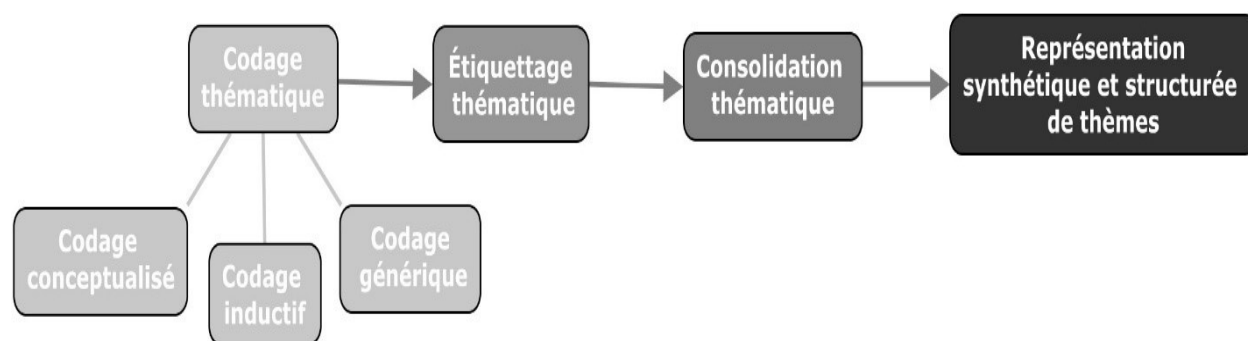 Codage
thématique
Étiquettage
thématique
Consolidation
thématique
Représentation
synthétique et structurée
de thèmes
Codage
conceptualisé
Codage
inductif
Codage
générique